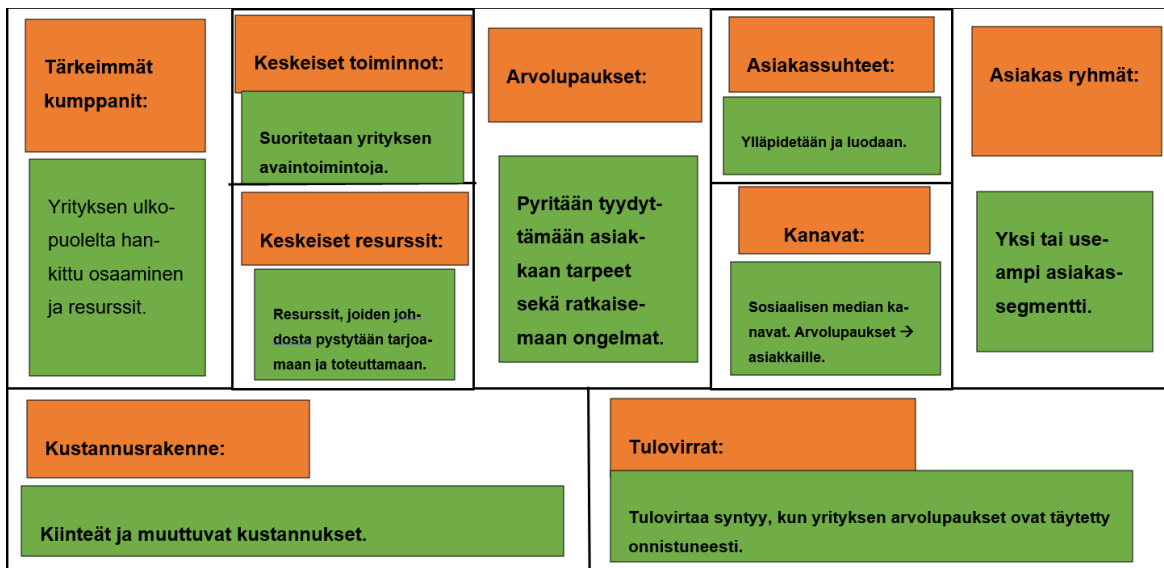 Tärkeimmät
kumppanit:
Yrityksen ulko-
puolelta han-
kittu osaaminen
ja resurssit.
Keskeiset toiminnot:
Suoritetaan yrityksen
avaintoimintoja.
Keskeiset resurssit:
Resurssit, joiden joh-
dosta pystytään tarjoa-
maan ja toteuttamaan.
Arvolupaukset:
Pyritään tyydyt-
tämään asiak-
kaan tarpeet
sekä ratkaise-
maan ongelmat.
Asiakassuhteet:
Ylläpidetään ja luodaan.
Kanavat:
Sosiaalisen median ka-
navat. Arvolupaukset →
asiakkaille.
Asiakas ryhmät:
Yksi tai use-
ampi asiakas-
segmentti.
Kustannusrakenne:
Kiinteät ja muuttuvat kustannukset.
Tulovirrat:
Tulovirtaa syntyy, kun yrityksen arvolupaukset ovat täytetty
onnistuneesti.